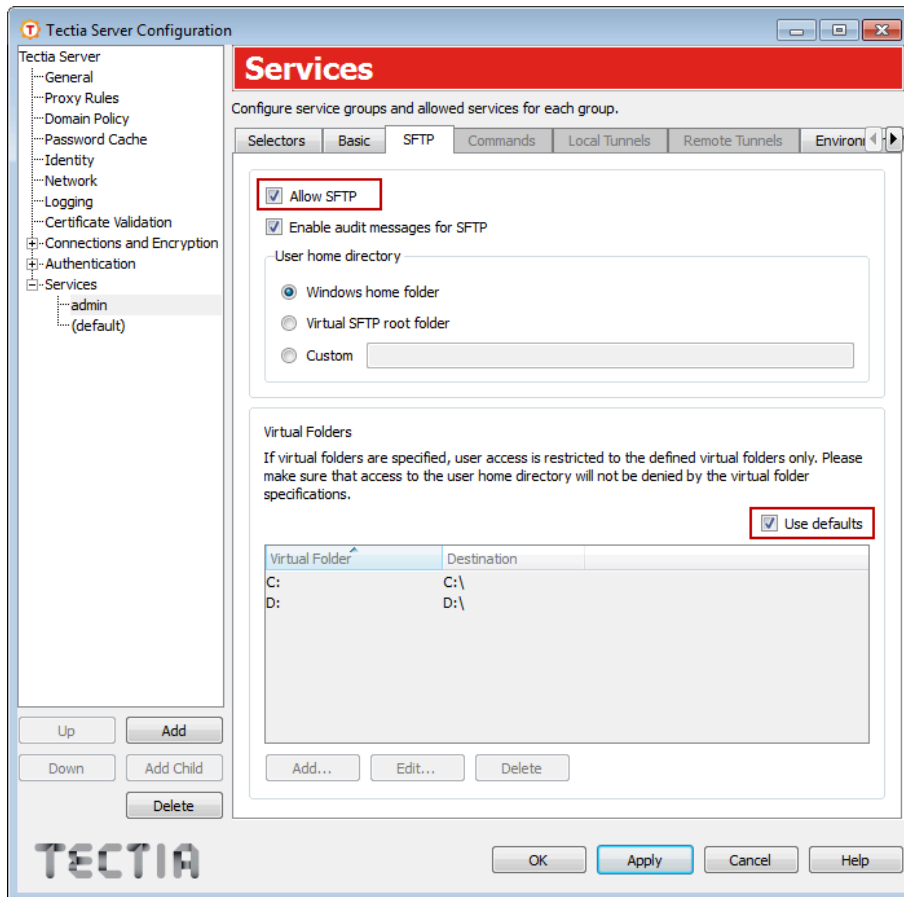 Tectia Server Configuration
Tectia Server
General
Proxy Rules
Domain Policy
Password Cache
Identity
Network
Logging
Certificate Validation
Connections and Encryption
Authentication
Services
admin
(default)
Up
Add
Down
Add Child
Delete
TECTIA
Services
Configure service groups and allowed services for each group.
Selectors Basic SFTP Commands Local Tunnels Remote Tunnels
Allow SFTP
Enable audit messages for SFTP
User home directory
Windows home folder
Virtual SFTP root folder
Custom
Virtual Folders
If virtual folders are specified, user access is restricted to the defined virtual folders only. Please
make sure that access to the user home directory will not be denied by the virtual folder
specifications.
Use defaults
Virtual Folder Destination
C: C:\
D: D:\
Add... Edit... Delete
OK Apply Cancel Help